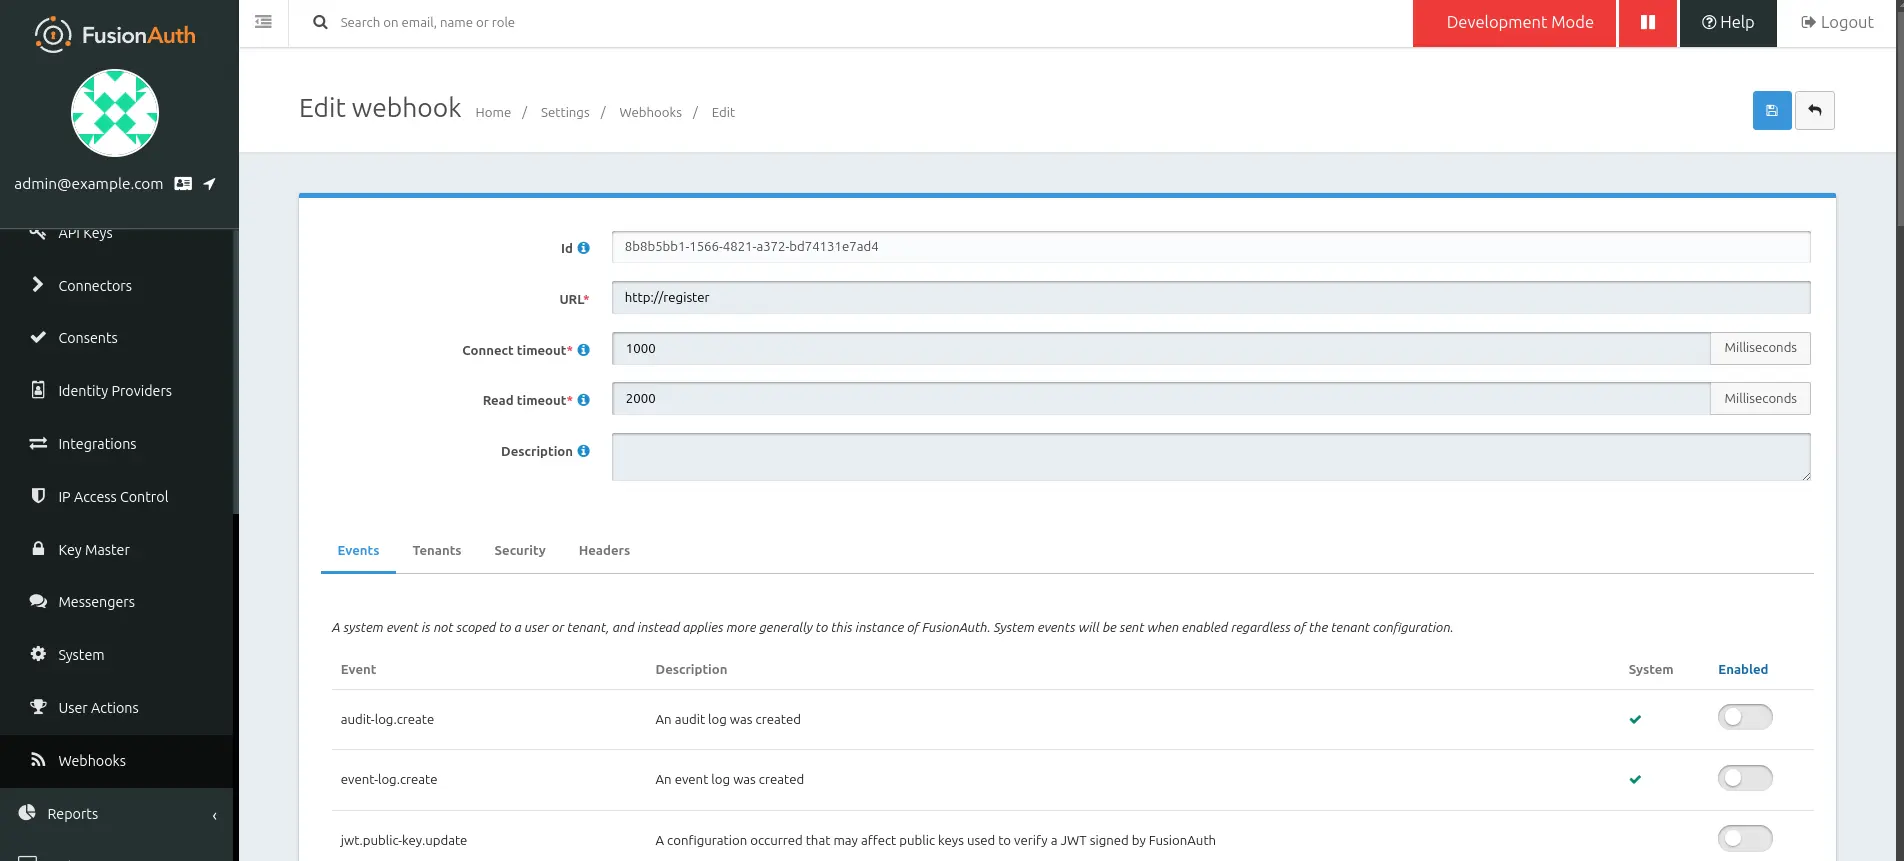 FusionAuth
Search on email, name or role
Development Mode
Help
Logout
admin@example.com
Edit webhook
Home / Settings / Webhooks / Edit
API Keys
Connectors
Consents
Identity Providers
Integrations
IP Access Control
Key Master
Messengers
System
User Actions
Webhooks
Reports
Id
8b8b5bb1-1566-4821-a372-bd74131e7ad4
URL*
http://register
Connect timeout*
1000
Milliseconds
Read timeout*
2000
Milliseconds
Description
Events Tenants Security Headers
A system event is not scoped to a user or tenant, and instead applies more generally to this instance of FusionAuth. System events will be sent when enabled regardless of the tenant configuration.
Event Description System Enabled
audit-log.create An audit log was created
event-log.create An event log was created
jwt.public-key.update A configuration occurred that may affect public keys used to verify a JWT signed by FusionAuth